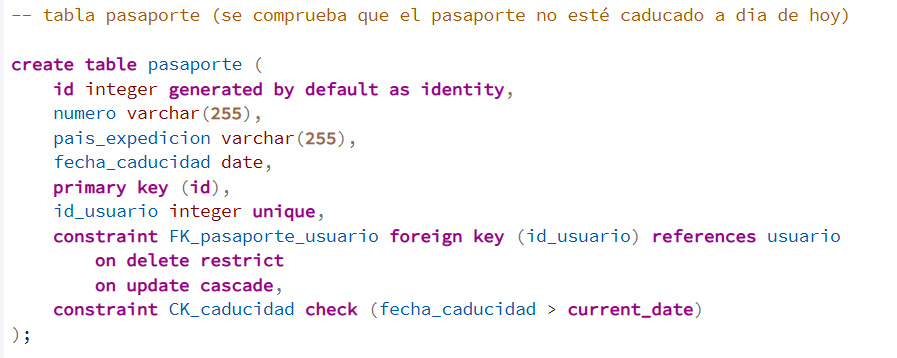 -- tabla pasaporte (se comprueba que el pasaporte no esté caducado a dia de hoy)
create table pasaporte (
    id integer generated by default as identity,
    numero varchar(255),
    pais_expedicion varchar(255),
    fecha_caducidad date,
    primary key (id),
    id_usuario integer unique,
    constraint FK_pasaporte_usuario foreign key (id_usuario) references usuario
        on delete restrict
        on update cascade,
    constraint CK_caducidad check (fecha_caducidad > current_date)
);